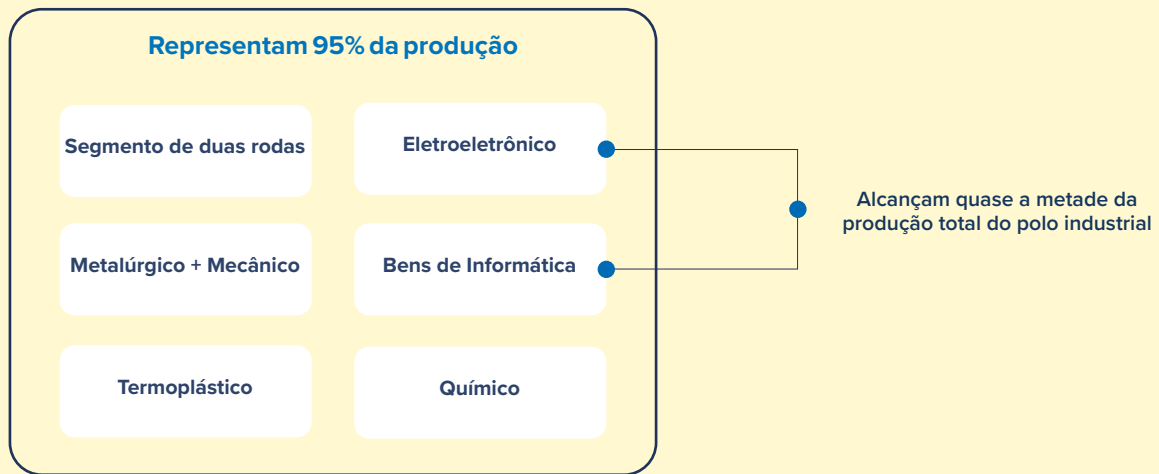 Representam 95% da produção
Segmento de duas rodas
Eletroeletrônico
Metalúrgico + Mecânico
Bens de Informática
Termoplástico
Químico
Alcançam quase a metade da
produção total do polo industrial